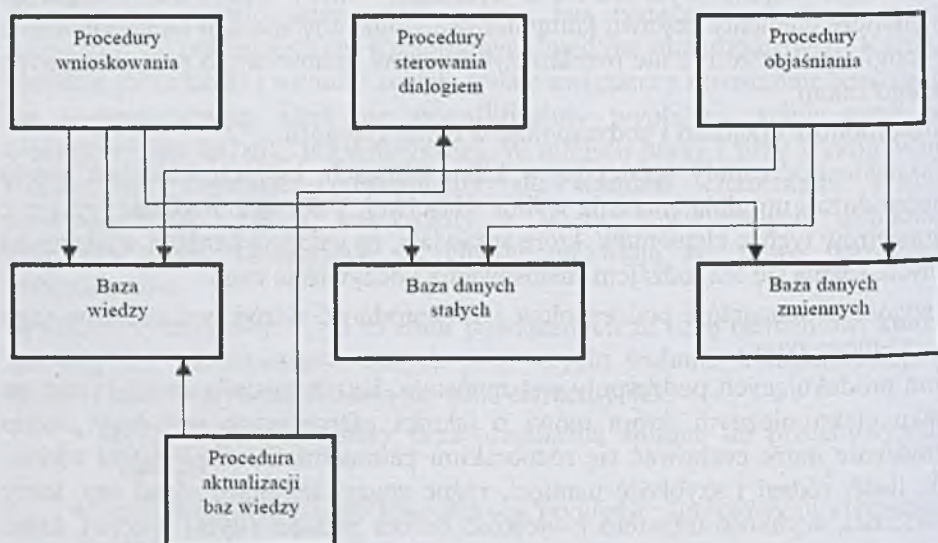 Procedury
wnioskowania
Procedury
sterowania
dialogiem
Procedury
objaśniania
Baza
wiedzy
Baza danych
stałych
Baza danych
zmiennych
Procedura
aktualizacji
baz wiedzy